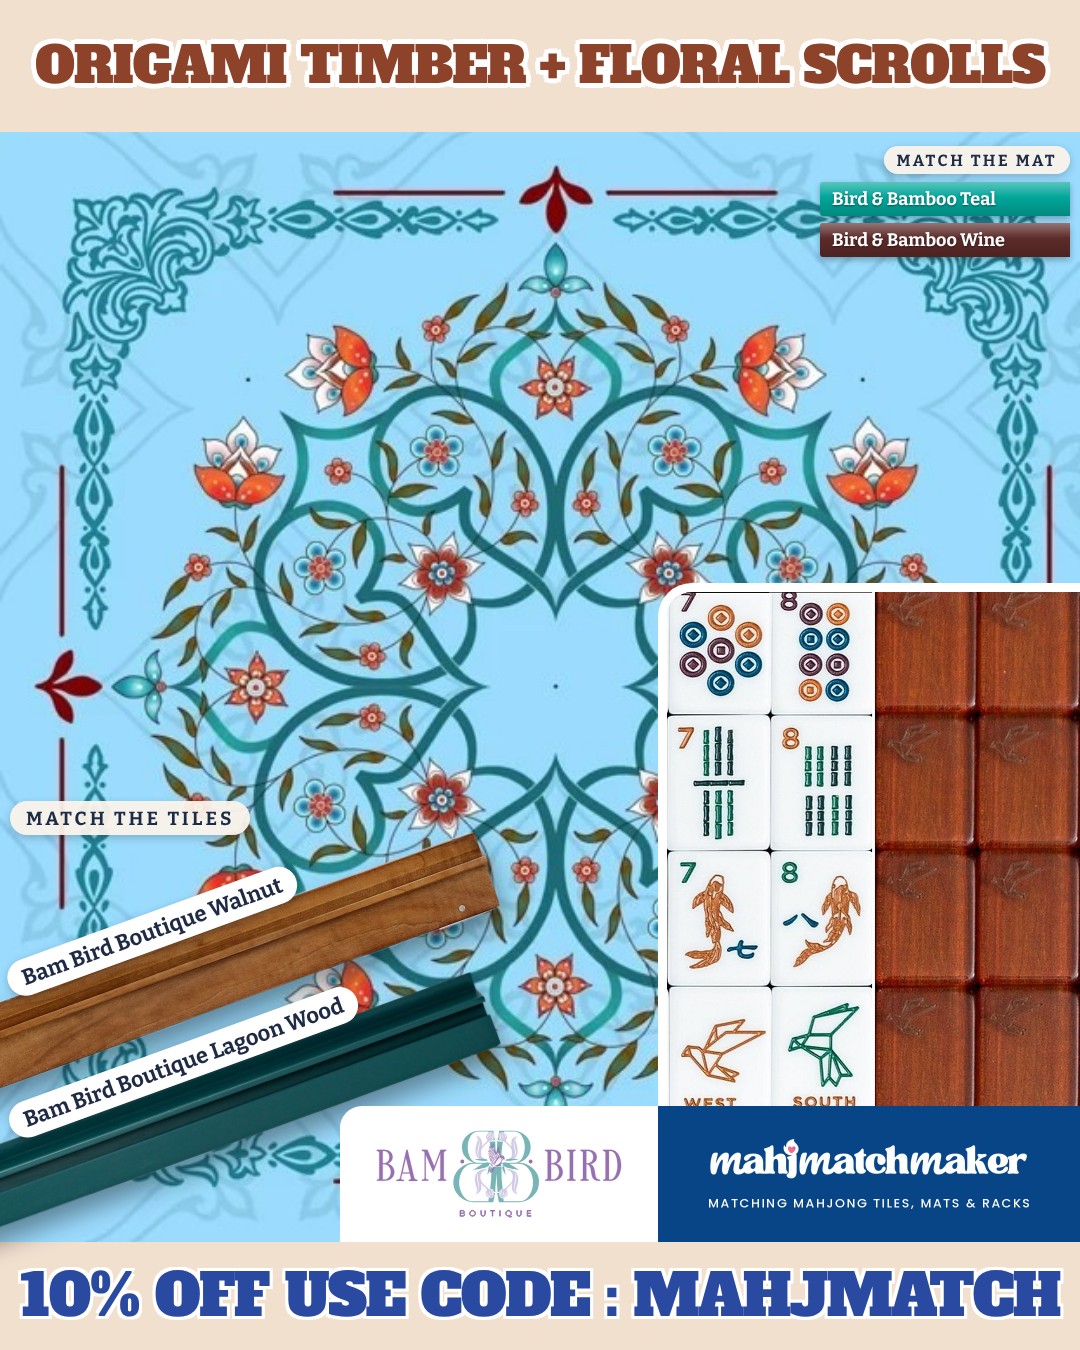 ORIGAMI TIMBER + FLORAL SCROLLS
MATCH THE MAT
Bird & Bamboo Teal
Bird & Bamboo Wine
7 8
7 8
7 8
七 八
WEST SOUTH
MATCH THE TILES
Bam Bird Boutique Walnut
Bam Bird Boutique Lagoon Wood
BAM BIRD
BOUTIQUE
mahjmatchmaker
MATCHING MAHJONG TILES, MATS & RACKS
10% OFF USE CODE : MAHJMATCH